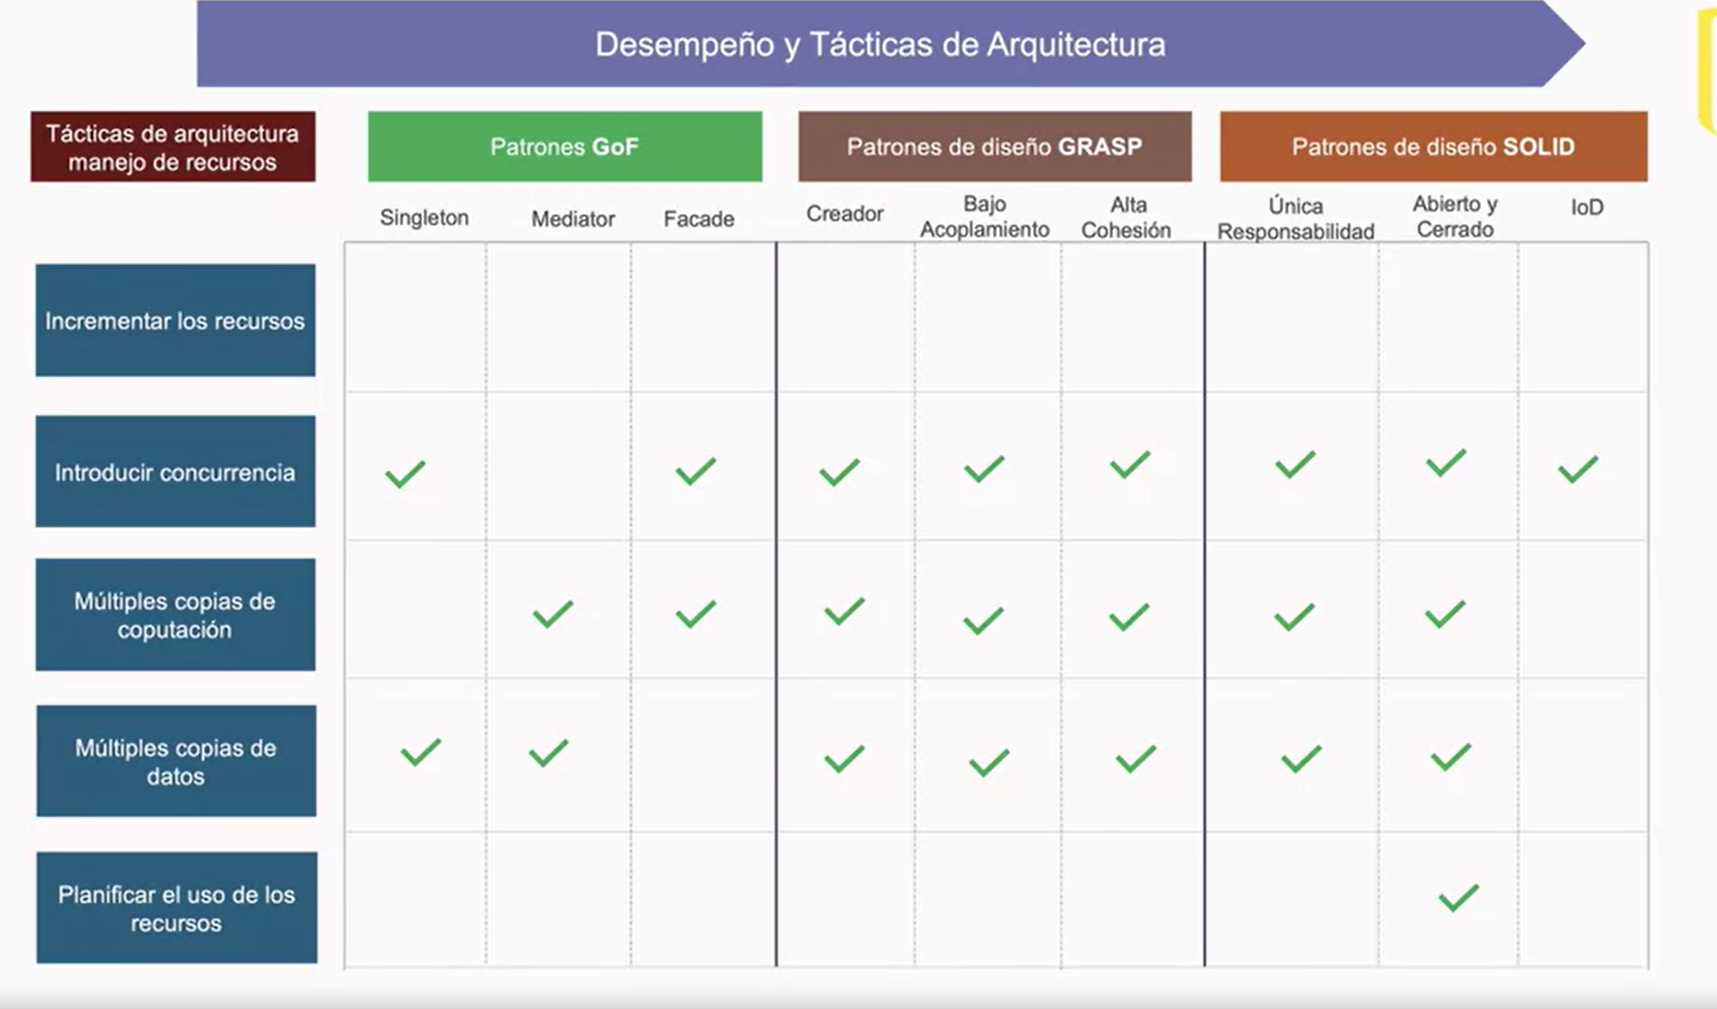 Desempeño y Tácticas de Arquitectura
Tácticas de arquitectura
manejo de recursos
Patrones GoF
Patrones de diseño GRASP
Patrones de diseño SOLID
Singleton
Mediator
Facade
Creador
Bajo
Acoplamiento
Alta
Cohesión
Única
Responsabilidad
Abierto y
Cerrado
IoD
Incrementar los recursos
Introducir concurrencia
Múltiples copias de
coputación
Múltiples copias de
datos
Planificar el uso de los
recursos